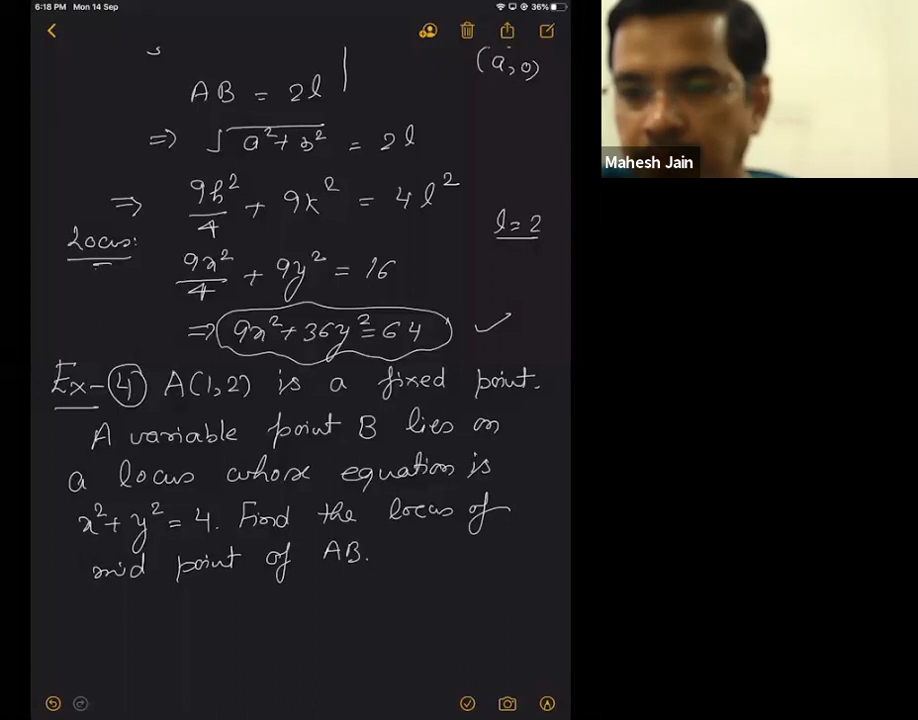 6:18 PM Mon 14 Sep
36%
(a, 0)
AB = 2l
⇒ √(a² + b²) = 2l
⇒ 9h²/4 + 9k² = 4l²
l = 2
Locus:
9x²/4 + 9y² = 16
⇒ 9x² + 36y² = 64 ✓
Ex-④ A(1,2) is a fixed point.
A variable point B lies on
a locus whose equation is
x² + y² = 4. Find the locus of
mid point of AB.
Mahesh Jain